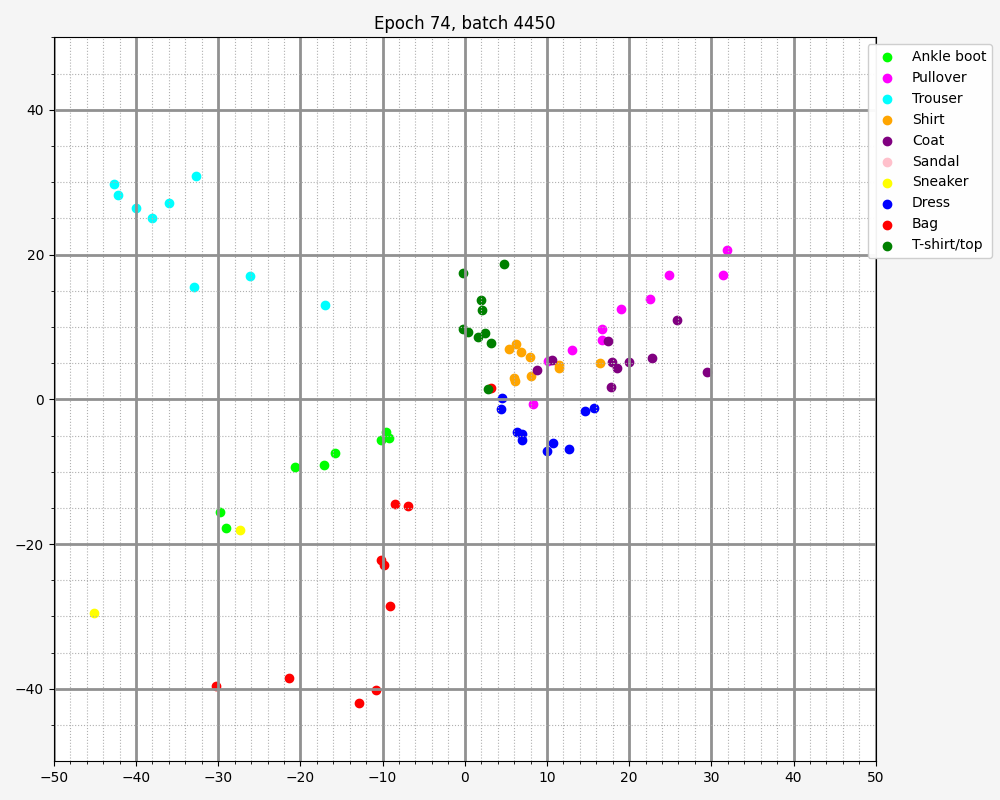 Epoch 74, batch 4450
40
20
0
−20
−40
−50
−40
−30
−20
−10
0
10
20
30
40
50
Ankle boot
Pullover
Trouser
Shirt
Coat
Sandal
Sneaker
Dress
Bag
T-shirt/top